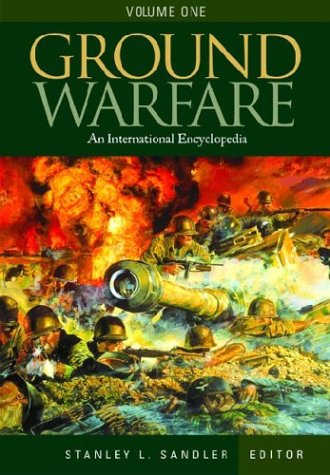 VOLUME ONE
GROUND
WARFARE
An International Encyclopedia
STANLEY L. SANDLER EDITOR